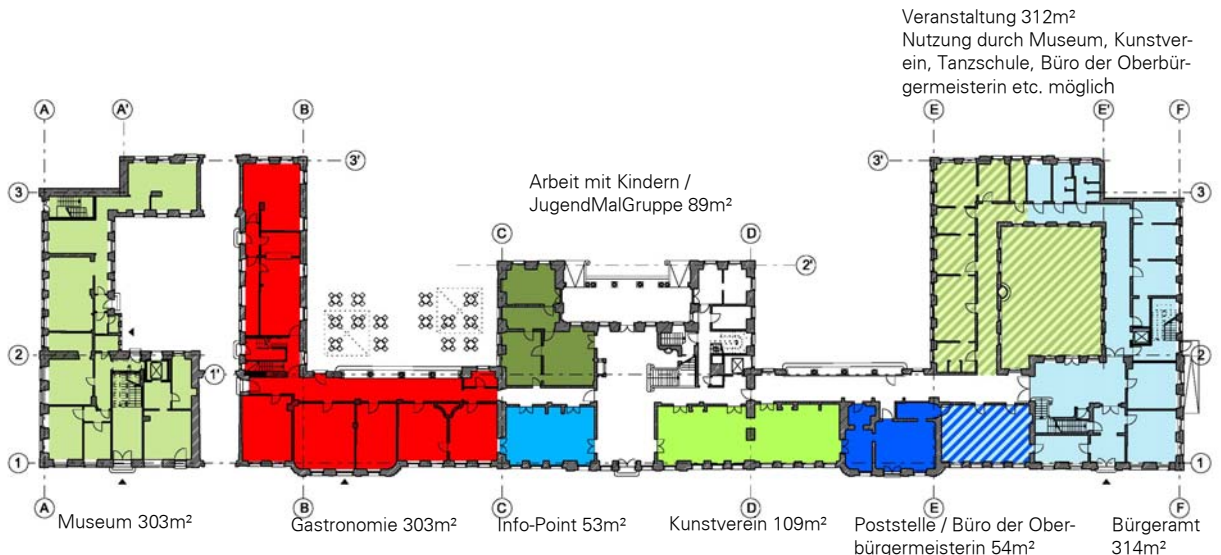 Veranstaltung 312m²
Nutzung durch Museum, Kunstver-
ein, Tanzschule, Büro der Oberbür-
germeisterin etc. möglich
A A' B E E' F
3' 3'
3 3
Arbeit mit Kindern /
JugendMalGruppe 89m²
C D
2'
2 2
1'
1 1
A B C D E F
Museum 303m²
Gastronomie 303m²
Info-Point 53m²
Kunstverein 109m²
Poststelle / Büro der Ober-
bürgermeisterin 54m²
Bürgeramt
314m²